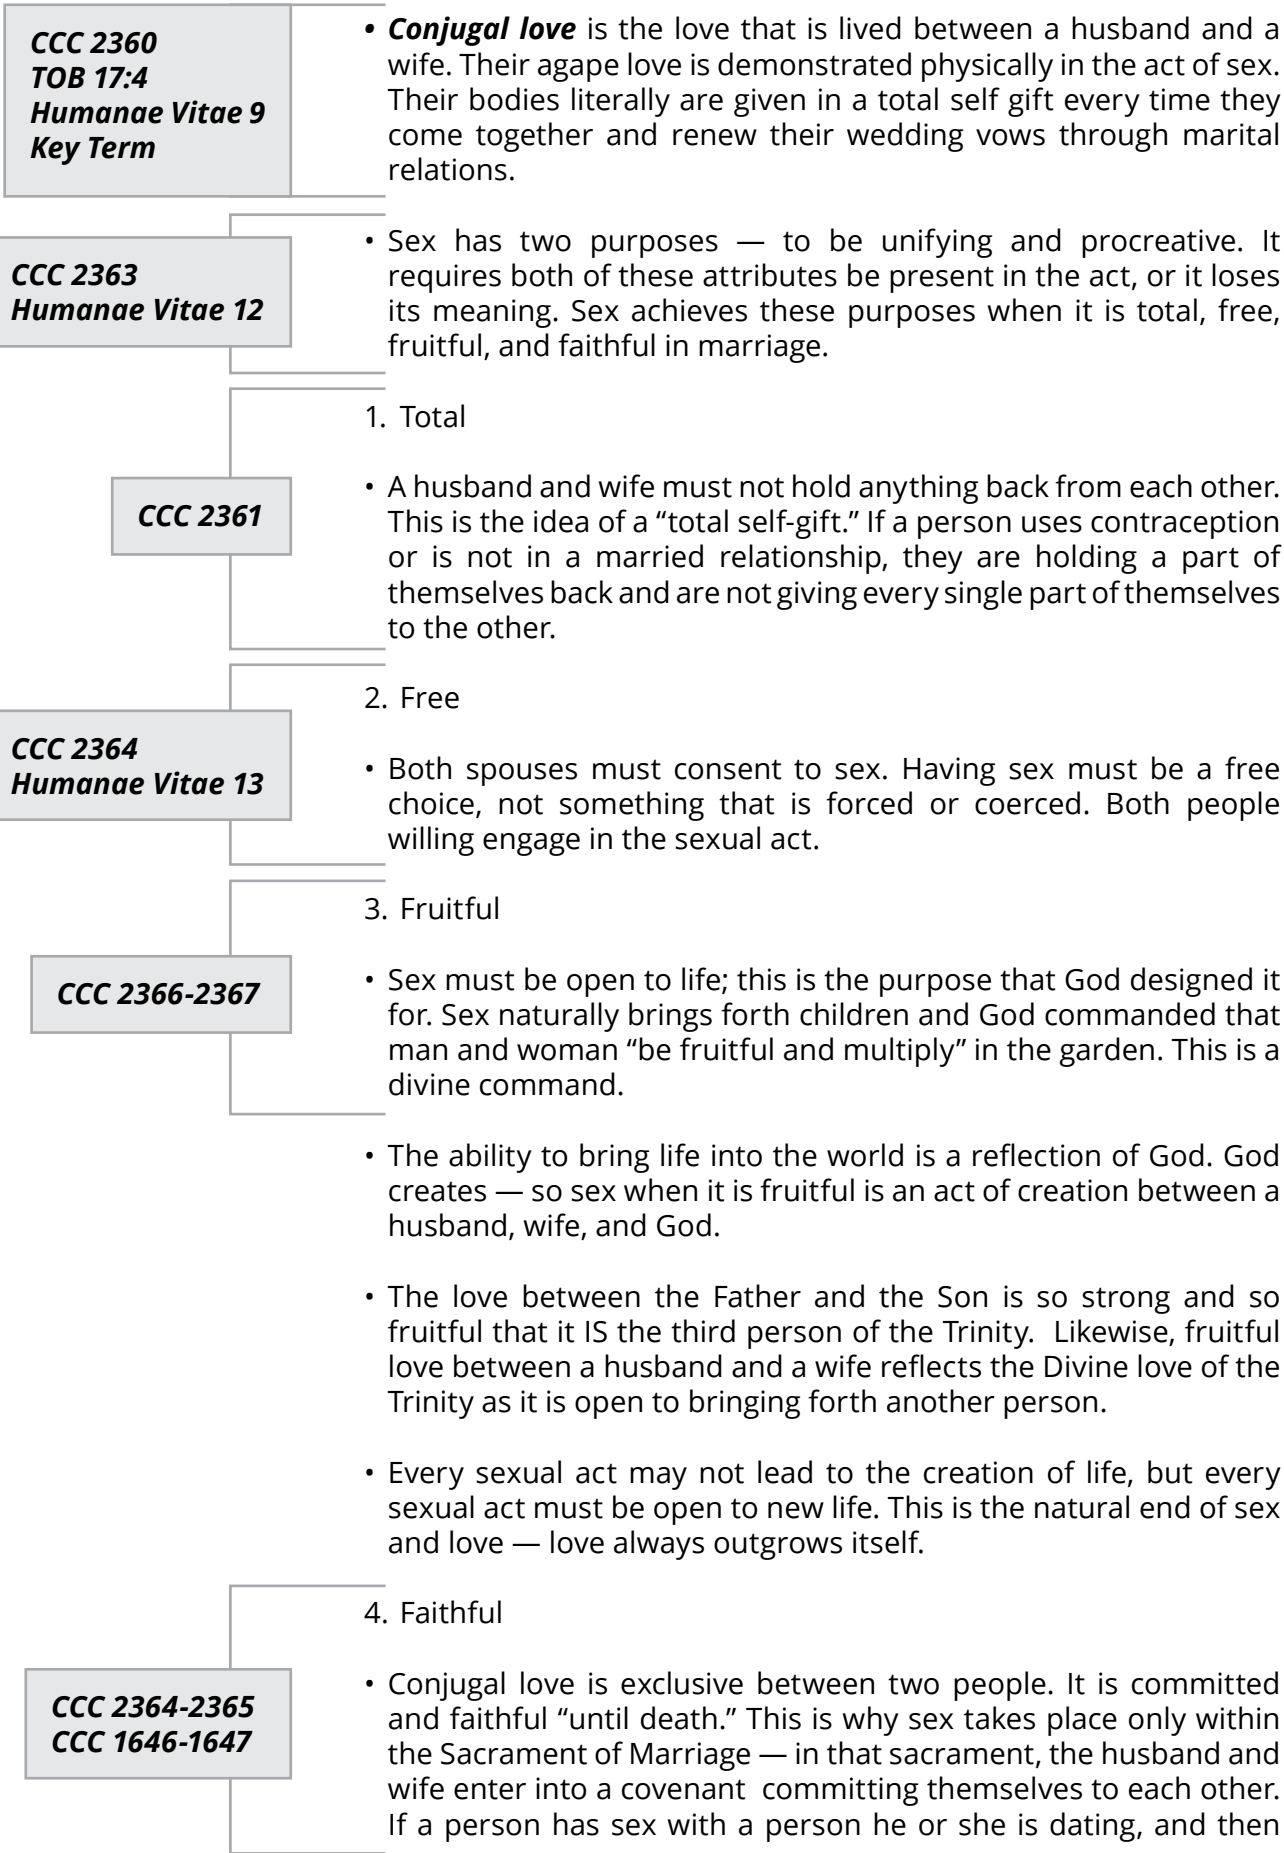 CCC 2360
TOB 17:4
Humanae Vitae 9
Key Term
• Conjugal love is the love that is lived between a husband and a
wife. Their agape love is demonstrated physically in the act of sex.
Their bodies literally are given in a total self gift every time they
come together and renew their wedding vows through marital
relations.
CCC 2363
Humanae Vitae 12
• Sex has two purposes — to be unifying and procreative. It
requires both of these attributes be present in the act, or it loses
its meaning. Sex achieves these purposes when it is total, free,
fruitful, and faithful in marriage.
1. Total
CCC 2361
• A husband and wife must not hold anything back from each other.
This is the idea of a “total self-gift.” If a person uses contraception
or is not in a married relationship, they are holding a part of
themselves back and are not giving every single part of themselves
to the other.
2. Free
CCC 2364
Humanae Vitae 13
• Both spouses must consent to sex. Having sex must be a free
choice, not something that is forced or coerced. Both people
willing engage in the sexual act.
3. Fruitful
CCC 2366-2367
• Sex must be open to life; this is the purpose that God designed it
for. Sex naturally brings forth children and God commanded that
man and woman “be fruitful and multiply” in the garden. This is a
divine command.
• The ability to bring life into the world is a reflection of God. God
creates — so sex when it is fruitful is an act of creation between a
husband, wife, and God.
• The love between the Father and the Son is so strong and so
fruitful that it IS the third person of the Trinity.  Likewise, fruitful
love between a husband and a wife reflects the Divine love of the
Trinity as it is open to bringing forth another person.
• Every sexual act may not lead to the creation of life, but every
sexual act must be open to new life. This is the natural end of sex
and love — love always outgrows itself.
4. Faithful
CCC 2364-2365
CCC 1646-1647
• Conjugal love is exclusive between two people. It is committed
and faithful “until death.” This is why sex takes place only within
the Sacrament of Marriage — in that sacrament, the husband and
wife enter into a covenant  committing themselves to each other.
If a person has sex with a person he or she is dating, and then